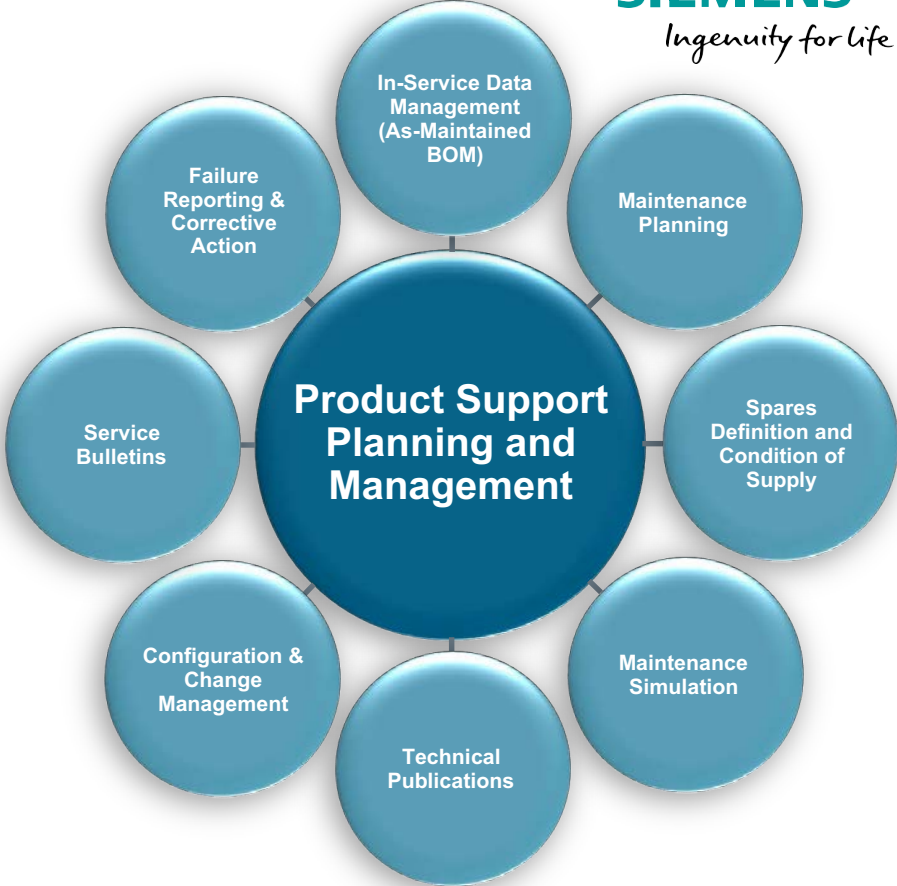 SIEMENS
Ingenuity for life
In-Service Data
Management
(As-Maintained
BOM)
Maintenance
Planning
Spares
Definition and
Condition of
Supply
Maintenance
Simulation
Technical
Publications
Configuration &
Change
Management
Service
Bulletins
Failure
Reporting &
Corrective
Action
Product Support
Planning and
Management